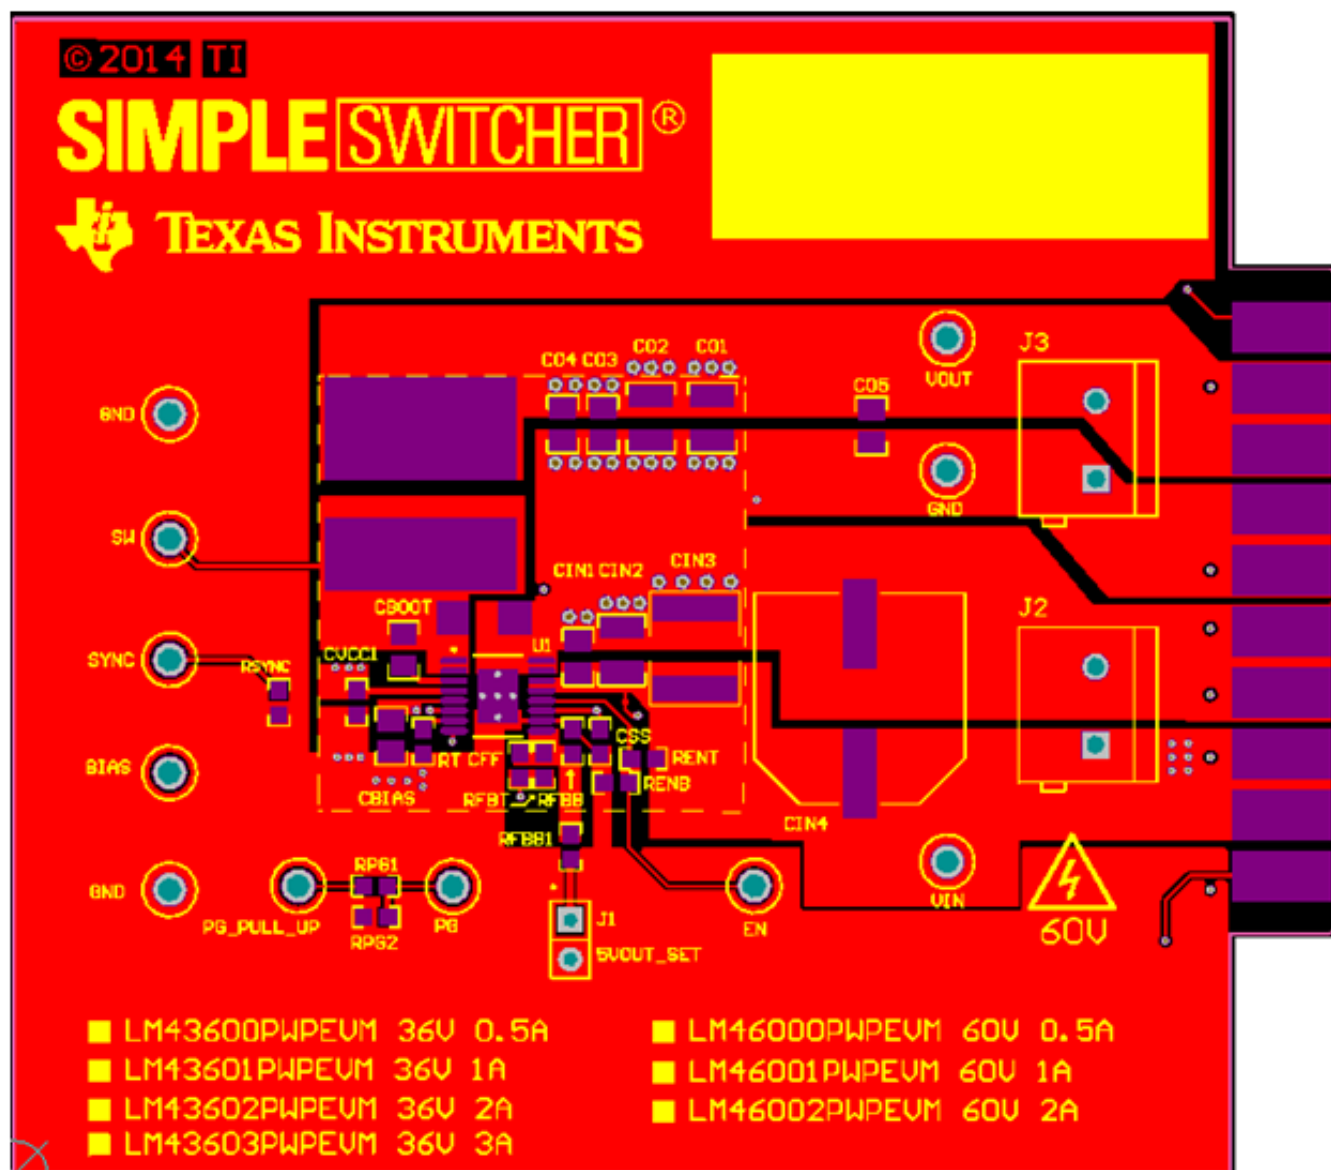 © 2014 TI
SIMPLE SWITCHER ®
TEXAS INSTRUMENTS
CO4 CO3 CO2 CO1
VOUT
J3
CO5
GND
GND
SW
CIN1 CIN2 CIN3
J2
CBOOT
U1
SYNC
RSYNC
CVCC1
CSS
RENT
RT CFF
RENB
BIAS
CBIAS
RFBT RFBB
CIN4
RFBB1
GND
RPG1
VIN
60V
PG_PULL_UP
PG
RPG2
J1
EN
5VOUT_SET
LM43600PWPEVM 36V 0.5A
LM46000PWPEVM 60V 0.5A
LM43601PWPEVM 36V 1A
LM46001PWPEVM 60V 1A
LM43602PWPEVM 36V 2A
LM46002PWPEVM 60V 2A
LM43603PWPEVM 36V 3A